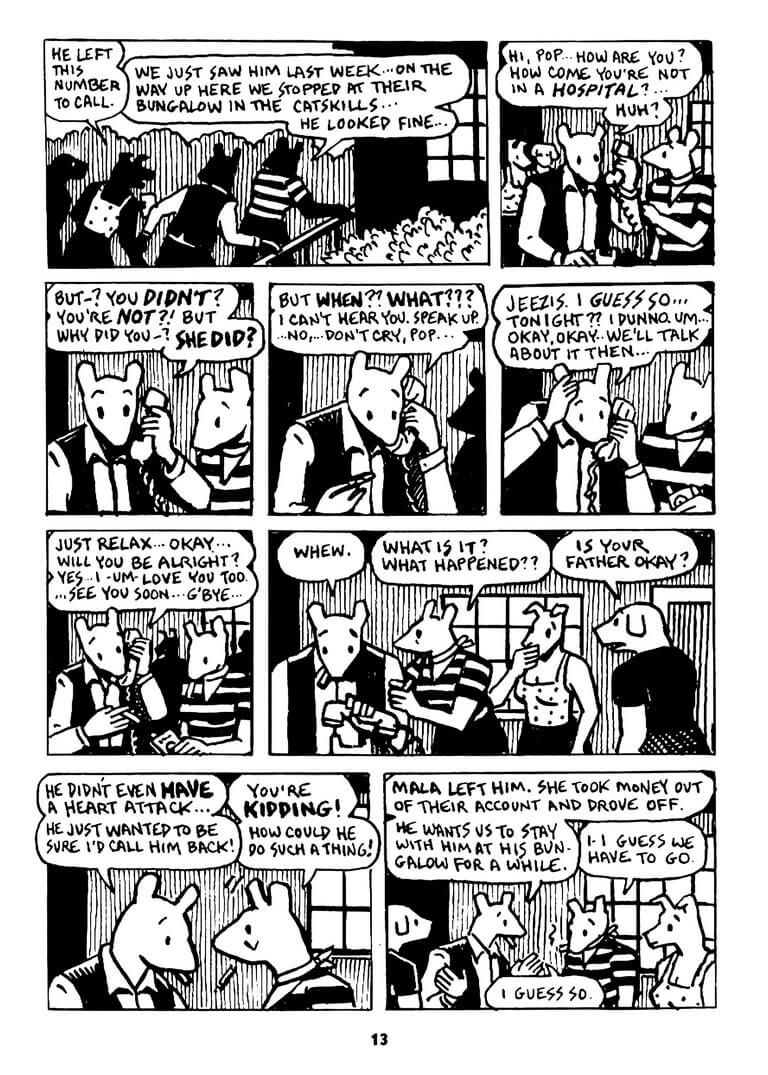 HE LEFT
THIS
NUMBER
TO CALL.
WE JUST SAW HIM LAST WEEK...ON THE
WAY UP HERE WE STOPPED AT THEIR
BUNGALOW IN THE CATSKILLS...
HE LOOKED FINE...
HI, POP... HOW ARE YOU?
HOW COME YOU'RE NOT
IN A HOSPITAL?...
HUH?
BUT-? YOU DIDN'T?
YOU'RE NOT?! BUT
WHY DID YOU-? SHE DID?
BUT WHEN?? WHAT???
I CAN'T HEAR YOU. SPEAK UP.
...NO,... DON'T CRY, POP...
JEEZIS. I GUESS SO...
TONIGHT?? I DUNNO. UM...
OKAY, OKAY.. WE'LL TALK
ABOUT IT THEN...
JUST RELAX... OKAY...
WILL YOU BE ALRIGHT?
YES...I -UM- LOVE YOU TOO.
...SEE YOU SOON... G'BYE...
WHEW.
WHAT IS IT?
WHAT HAPPENED??
IS YOUR
FATHER OKAY?
HE DIDN'T EVEN HAVE
A HEART ATTACK...
HE JUST WANTED TO BE
SURE I'D CALL HIM BACK!
YOU'RE
KIDDING!
HOW COULD HE
DO SUCH A THING!
MALA LEFT HIM. SHE TOOK MONEY OUT
OF THEIR ACCOUNT AND DROVE OFF.
HE WANTS US TO STAY
WITH HIM AT HIS BUN-
GALOW FOR A WHILE.
I-I GUESS WE
HAVE TO GO.
I GUESS SO.
13